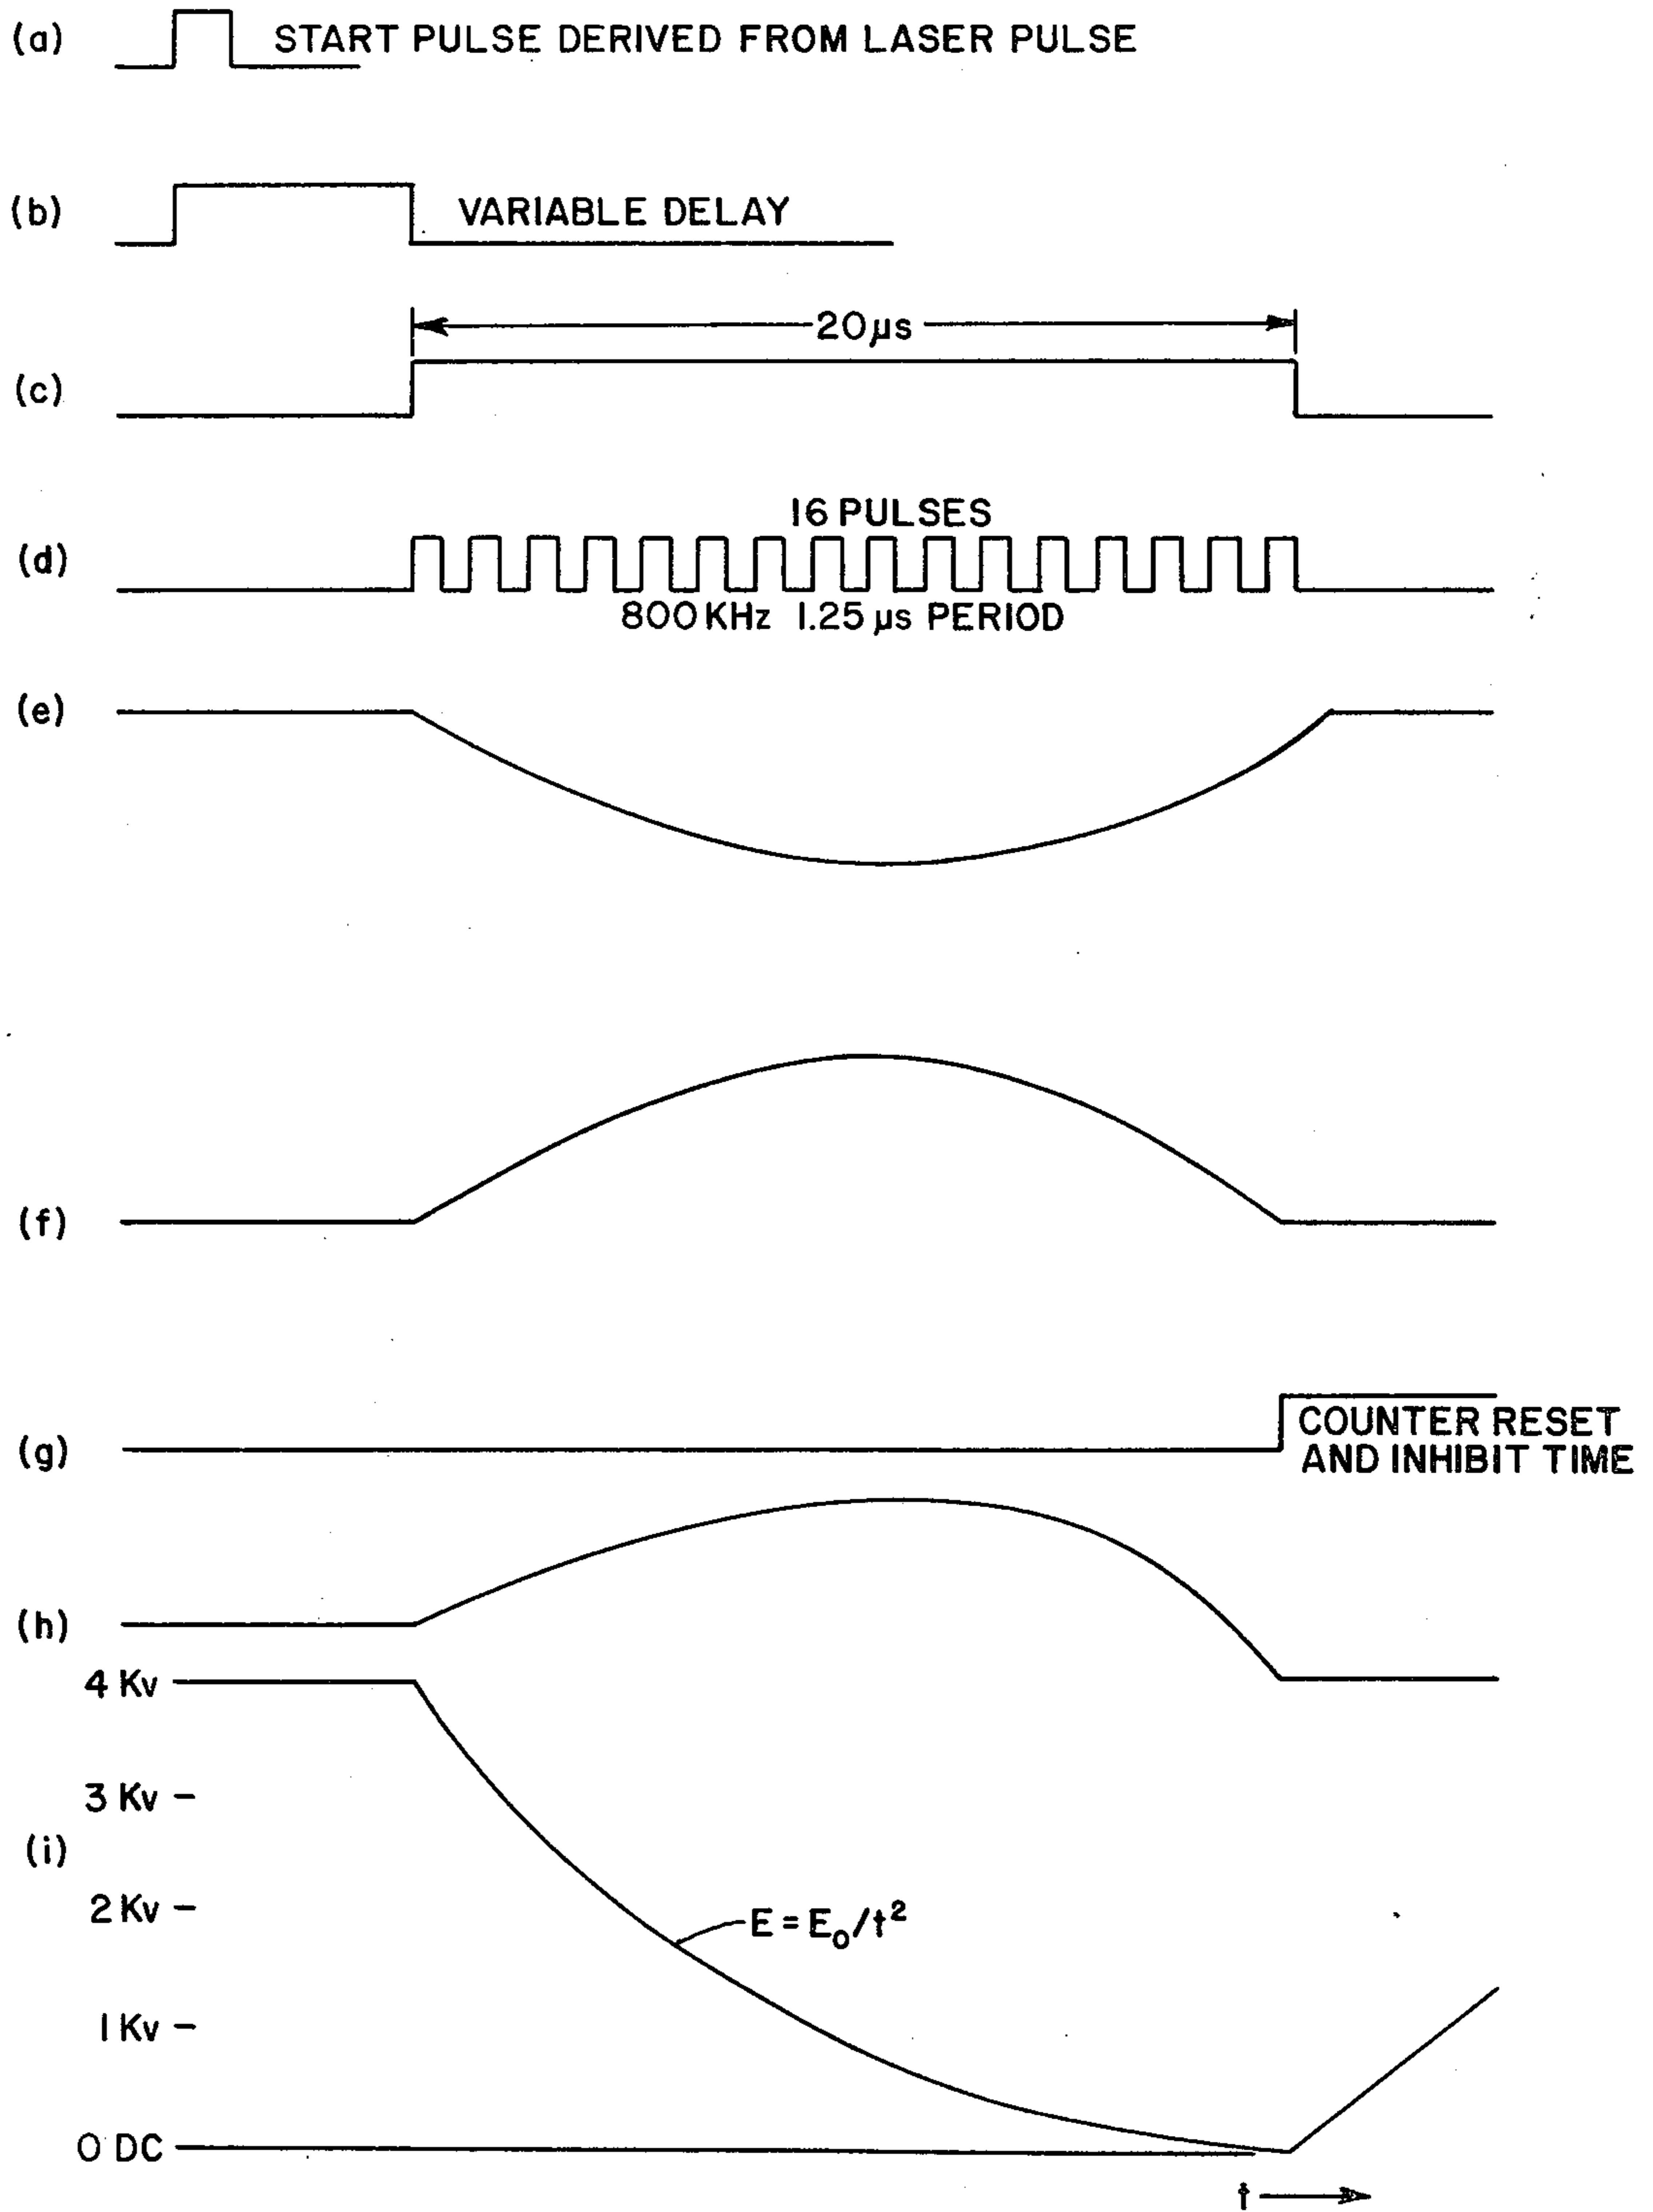 (a) START PULSE DERIVED FROM LASER PULSE
(b) VARIABLE DELAY
20µs
(c)
16 PULSES
(d)
800 KHz 1.25 µs PERIOD
(e)
(f)
(g) COUNTER RESET
AND INHIBIT TIME
(h)
4 Kv
3 Kv
(i)
2 Kv
E = E₀/t²
1 Kv
0 DC
t